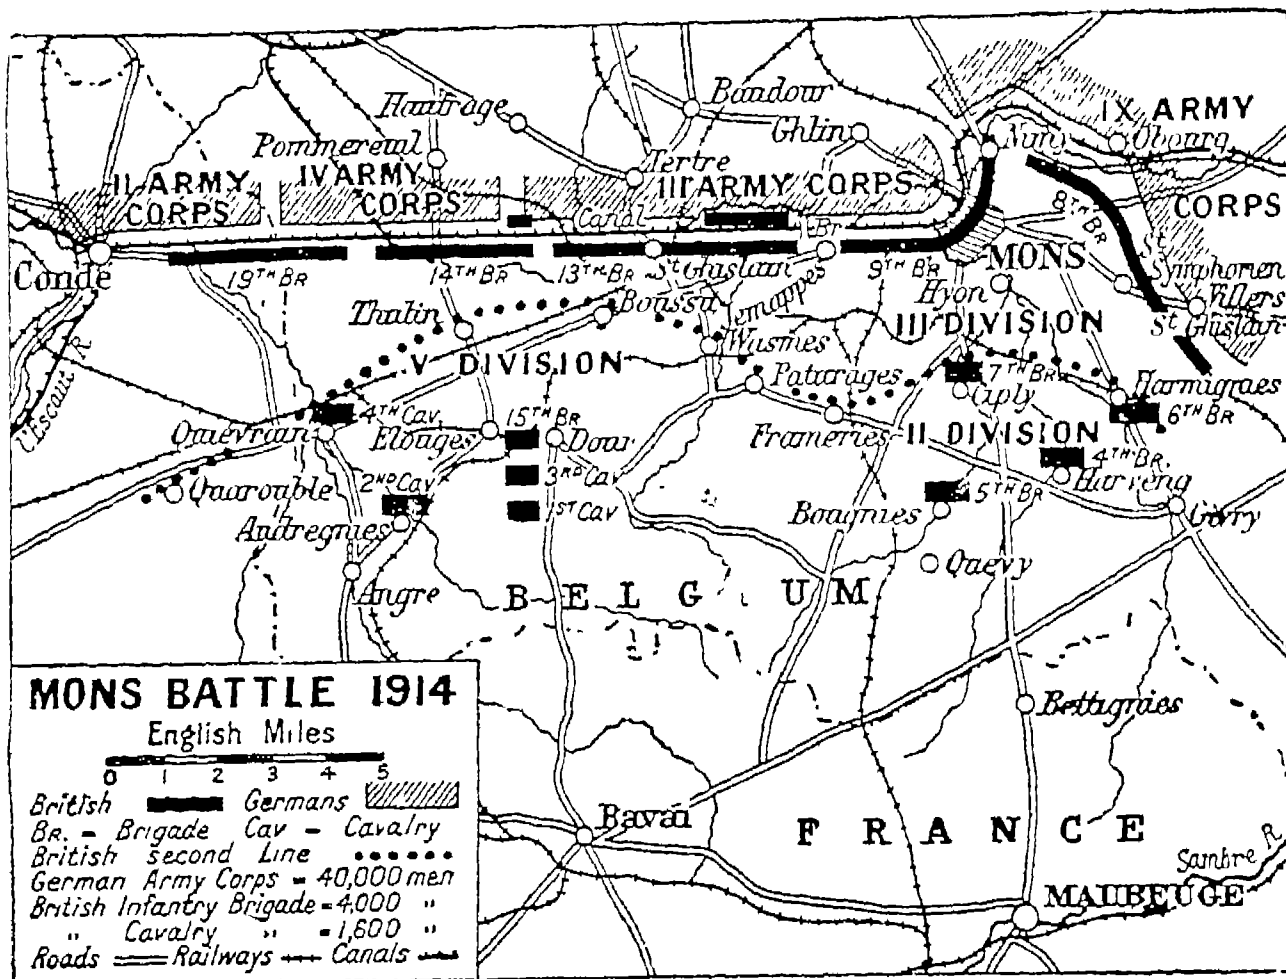 Hautrage
Baudour
Ghlin
IX ARMY
CORPS
Nimy
Obourg
Pommereul
Tertre
II ARMY
CORPS
IV ARMY
CORPS
III ARMY CORPS
Canal
8TH BR
Condé
19TH BR
14TH BR
13TH BR
St Ghislain
Jemappes
Br
9TH BR
MONS
Hyon
St
Symphorien
Villers
St Ghislain
Thulin
Boussu
Wasmes
III DIVISION
V DIVISION
L'Escaut R
Paturages
7TH BR
Ciply
Harmignies
6TH BR
4TH Cav.
Quevrain
Elouges
15TH BR
Dour
Frameries
II DIVISION
4TH BR.
Harveng
Quarouble
2ND Cav
3RD Cav
1ST Cav
5TH BR
Bougnies
Givry
Andregnies
Quevy
Angre
BELGIUM
Bettignies
Bavai
FRANCE
Sambre R
MAUBEUGE
MONS BATTLE 1914
English Miles
0 1 2 3 4 5
British Germans
BR. = Brigade Cav = Cavalry
British second Line
German Army Corps = 40,000 men
British Infantry Brigade = 4,000 "
" Cavalry " = 1,600 "
Roads Railways Canals